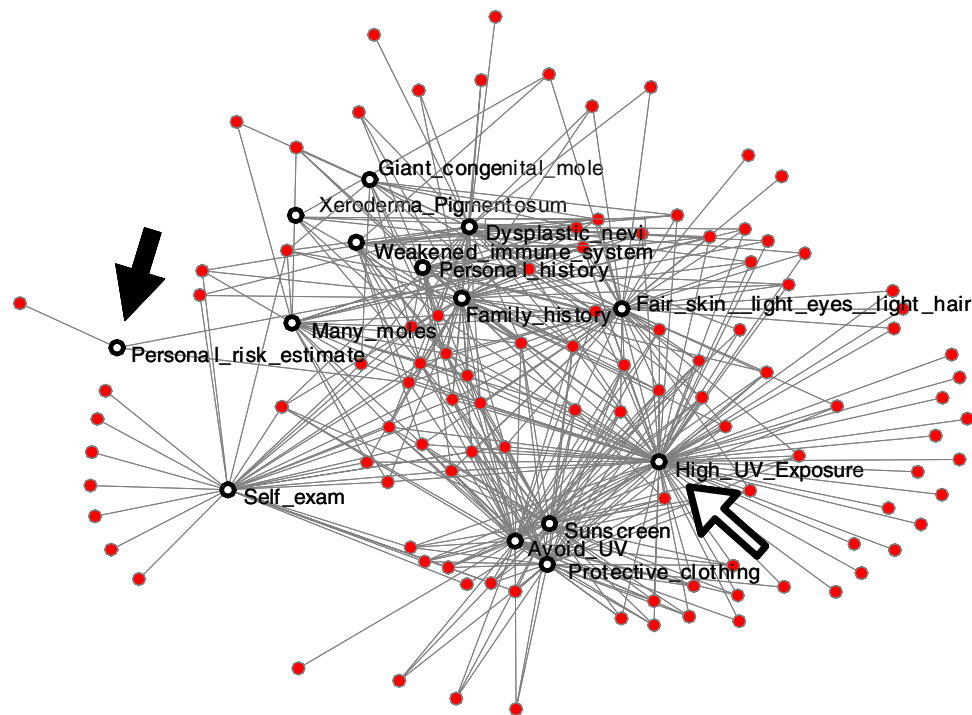 Giant_congenital_mole
Xeroderma_Pigmentosum
Dysplastic_nevi
Weakened_immune_system
Personal_history
Fair_skin__light_eyes__light_hair
Family_history
Many_moles
Personal_risk_estimate
High_UV_Exposure
Self_exam
Sunscreen
Avoid_UV
Protective_clothing